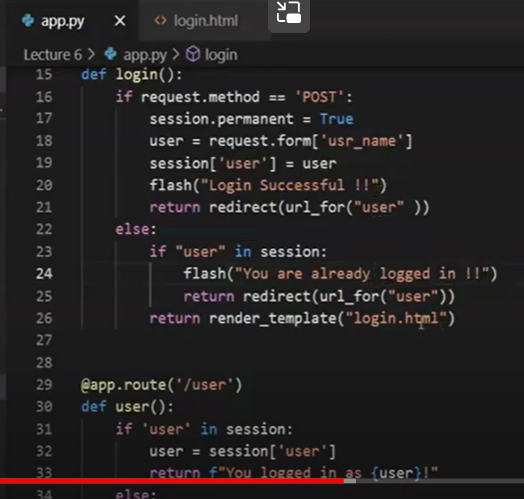 app.py × <> login.html
Lecture 6 > app.py > login
15 def login():
16 if request.method == 'POST':
17 session.permanent = True
18 user = request.form['usr_name']
19 session['user'] = user
20 flash("Login Successful !!")
21 return redirect(url_for("user" ))
22 else:
23 if "user" in session:
24 flash("You are already logged in !!")
25 return redirect(url_for("user"))
26 return render_template("login.html")
27
28
29 @app.route('/user')
30 def user():
31 if 'user' in session:
32 user = session['user']
33 return f"You logged in as {user}!"
34 else: